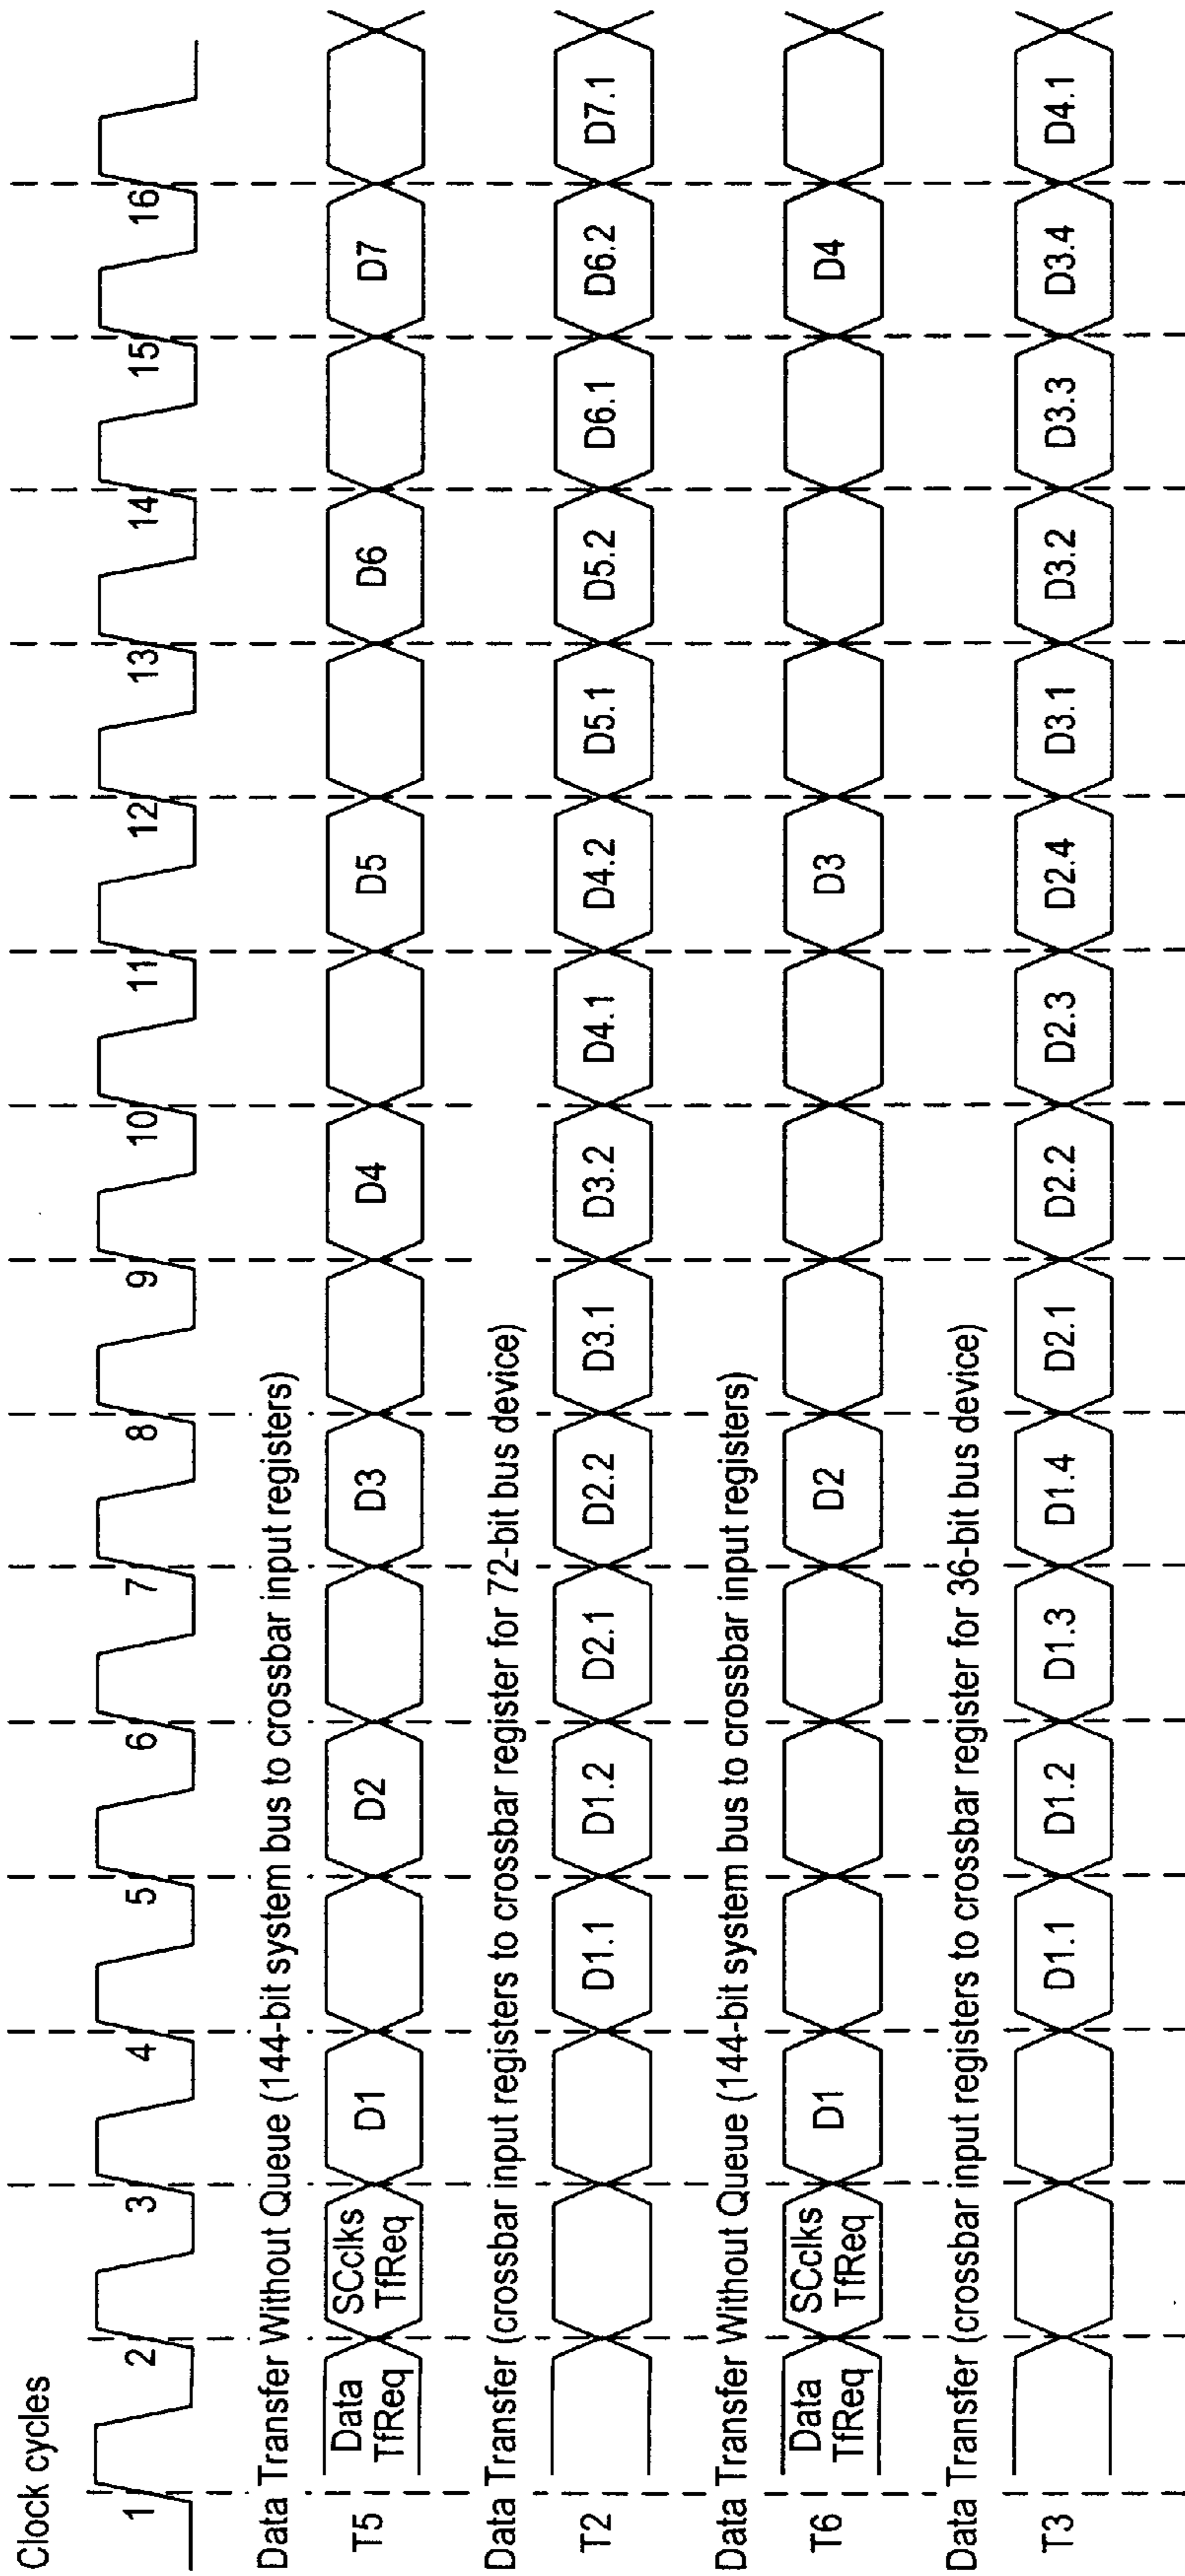 Clock cycles
1 2 3 4 5 6 7 8 9 10 11 12 13 14 15 16
Data Transfer Without Queue (144-bit system bus to crossbar input registers)
T5 Data TfReq SCclks TfReq D1 D2 D3 D4 D5 D6 D7
Data Transfer (crossbar input registers to crossbar register for 72-bit bus device)
T2 D1.1 D1.2 D2.1 D2.2 D3.1 D3.2 D4.1 D4.2 D5.1 D5.2 D6.1 D6.2 D7.1
Data Transfer Without Queue (144-bit system bus to crossbar input registers)
T6 Data TfReq SCclks TfReq D1 D2 D3 D4
Data Transfer (crossbar input registers to crossbar register for 36-bit bus device)
T3 D1.1 D1.2 D1.3 D1.4 D2.1 D2.2 D2.3 D2.4 D3.1 D3.2 D3.3 D3.4 D4.1